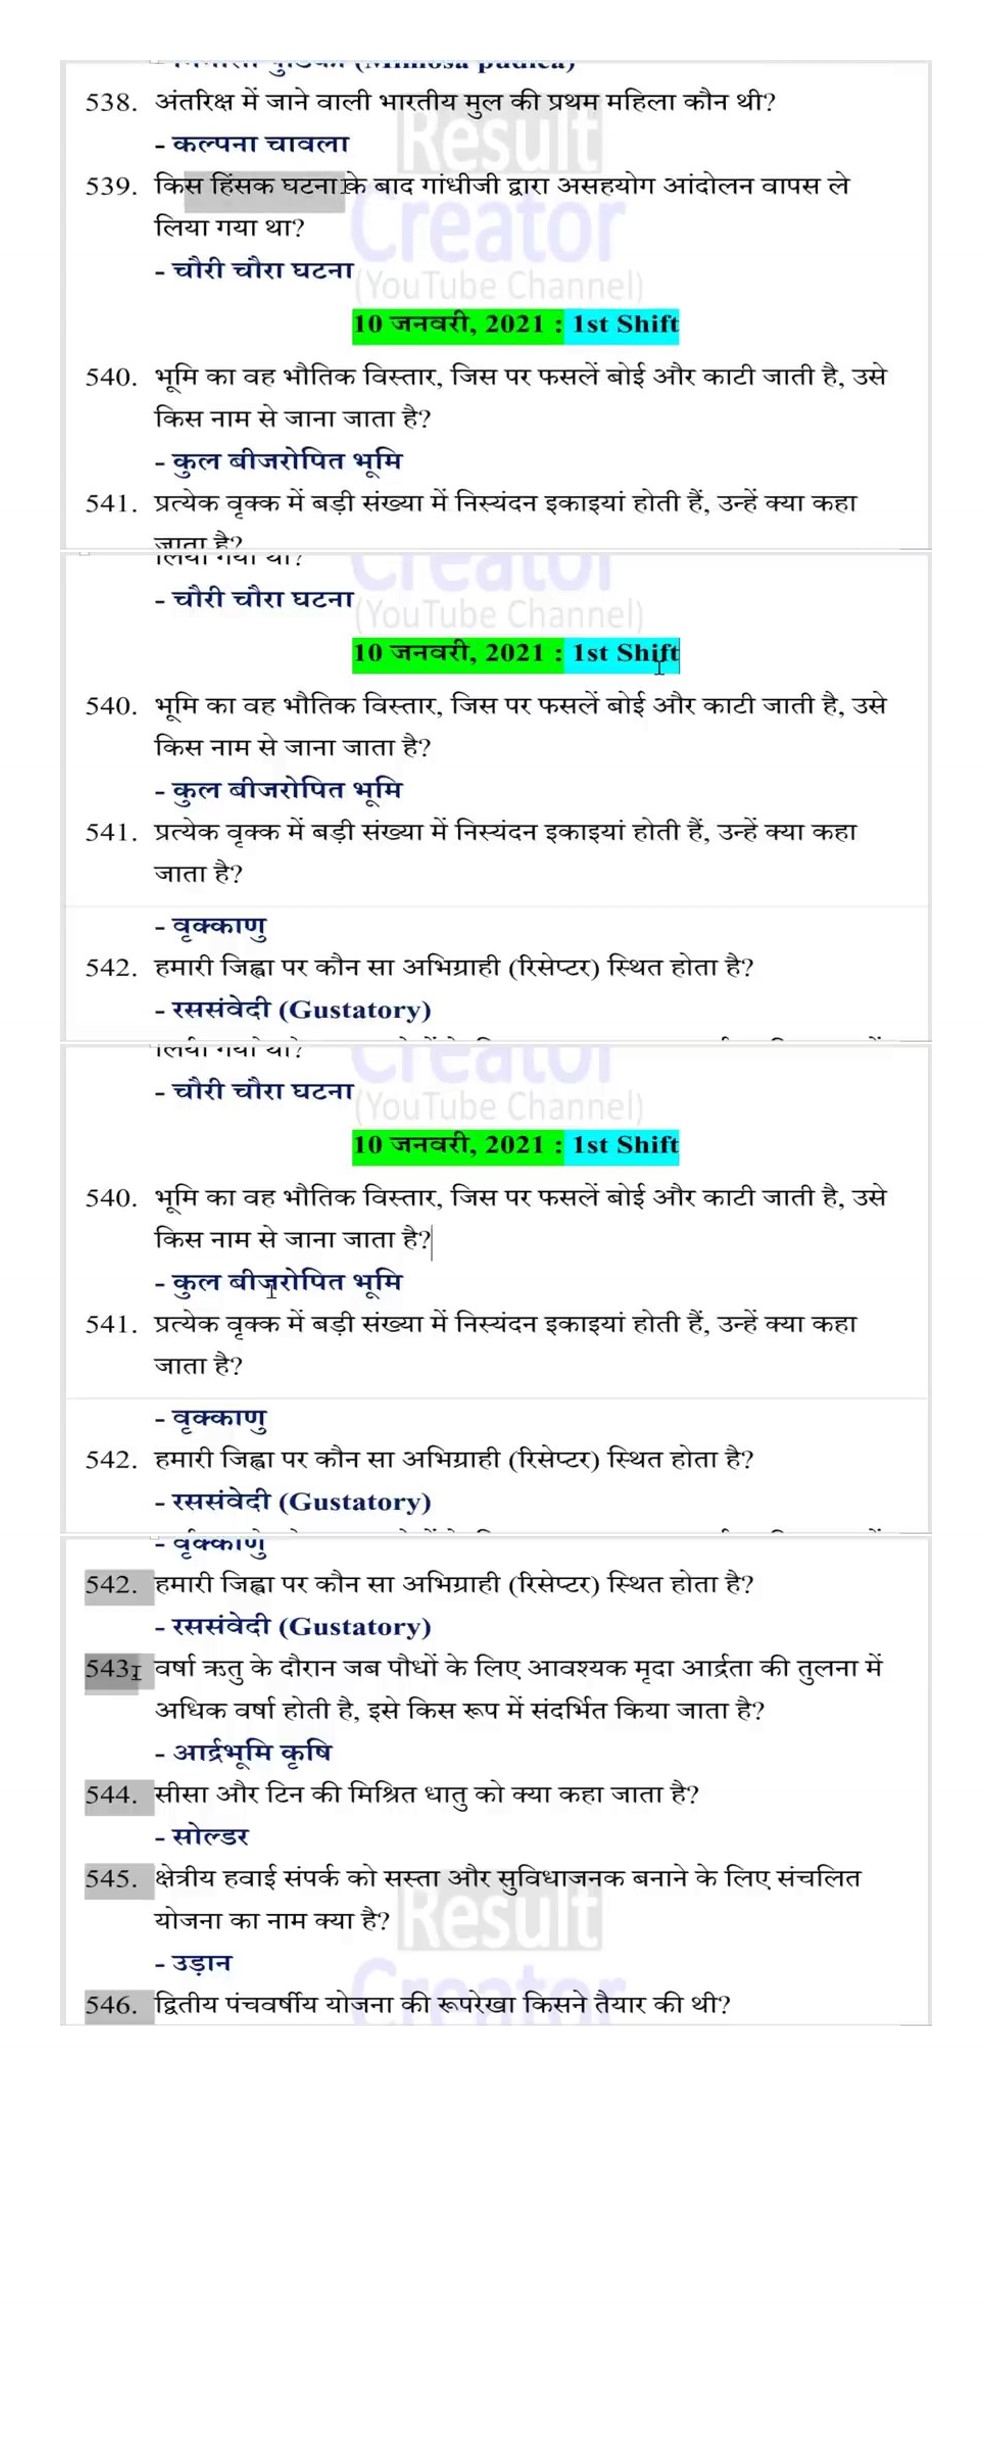 (Mimosa pudica)
538. अंतरिक्ष में जाने वाली भारतीय मुल की प्रथम महिला कौन थी?
Result
- कल्पना चावला
539. किस हिंसक घटना के बाद गांधीजी द्वारा असहयोग आंदोलन वापस ले
Creator
लिया गया था?
- चौरी चौरा घटना
(YouTube Channel)
10 जनवरी, 2021 : 1st Shift
540. भूमि का वह भौतिक विस्तार, जिस पर फसलें बोई और काटी जाती है, उसे
किस नाम से जाना जाता है?
- कुल बीजरोपित भूमि
541. प्रत्येक वृक्क में बड़ी संख्या में निस्यंदन इकाइयां होती हैं, उन्हें क्या कहा
जाता है?
लिया गया था?
Creator
- चौरी चौरा घटना
(YouTube Channel)
10 जनवरी, 2021 : 1st Shift
540. भूमि का वह भौतिक विस्तार, जिस पर फसलें बोई और काटी जाती है, उसे
किस नाम से जाना जाता है?
- कुल बीजरोपित भूमि
541. प्रत्येक वृक्क में बड़ी संख्या में निस्यंदन इकाइयां होती हैं, उन्हें क्या कहा
जाता है?
- वृक्काणु
542. हमारी जिह्वा पर कौन सा अभिग्राही (रिसेप्टर) स्थित होता है?
- रससंवेदी (Gustatory)
लिया गया था?
Creator
- चौरी चौरा घटना
(YouTube Channel)
10 जनवरी, 2021 : 1st Shift
540. भूमि का वह भौतिक विस्तार, जिस पर फसलें बोई और काटी जाती है, उसे
किस नाम से जाना जाता है?
- कुल बीजरोपित भूमि
541. प्रत्येक वृक्क में बड़ी संख्या में निस्यंदन इकाइयां होती हैं, उन्हें क्या कहा
जाता है?
- वृक्काणु
542. हमारी जिह्वा पर कौन सा अभिग्राही (रिसेप्टर) स्थित होता है?
- रससंवेदी (Gustatory)
- वृक्काणु
542. हमारी जिह्वा पर कौन सा अभिग्राही (रिसेप्टर) स्थित होता है?
- रससंवेदी (Gustatory)
543. वर्षा ऋतु के दौरान जब पौधों के लिए आवश्यक मृदा आर्द्रता की तुलना में
अधिक वर्षा होती है, इसे किस रूप में संदर्भित किया जाता है?
- आर्द्रभूमि कृषि
544. सीसा और टिन की मिश्रित धातु को क्या कहा जाता है?
- सोल्डर
545. क्षेत्रीय हवाई संपर्क को सस्ता और सुविधाजनक बनाने के लिए संचलित
योजना का नाम क्या है?
Result
- उड़ान
Creator
546. द्वितीय पंचवर्षीय योजना की रूपरेखा किसने तैयार की थी?